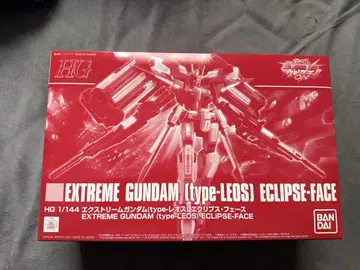 HG
EXTREME GUNDAM (type-LEOS) ECLIPSE-FACE
HG 1/144 エクストリームガンダム(type-レオス)エクリプス・フェース
EXTREME GUNDAM (type-LEOS) ECLIPSE-FACE
BAN
DAI